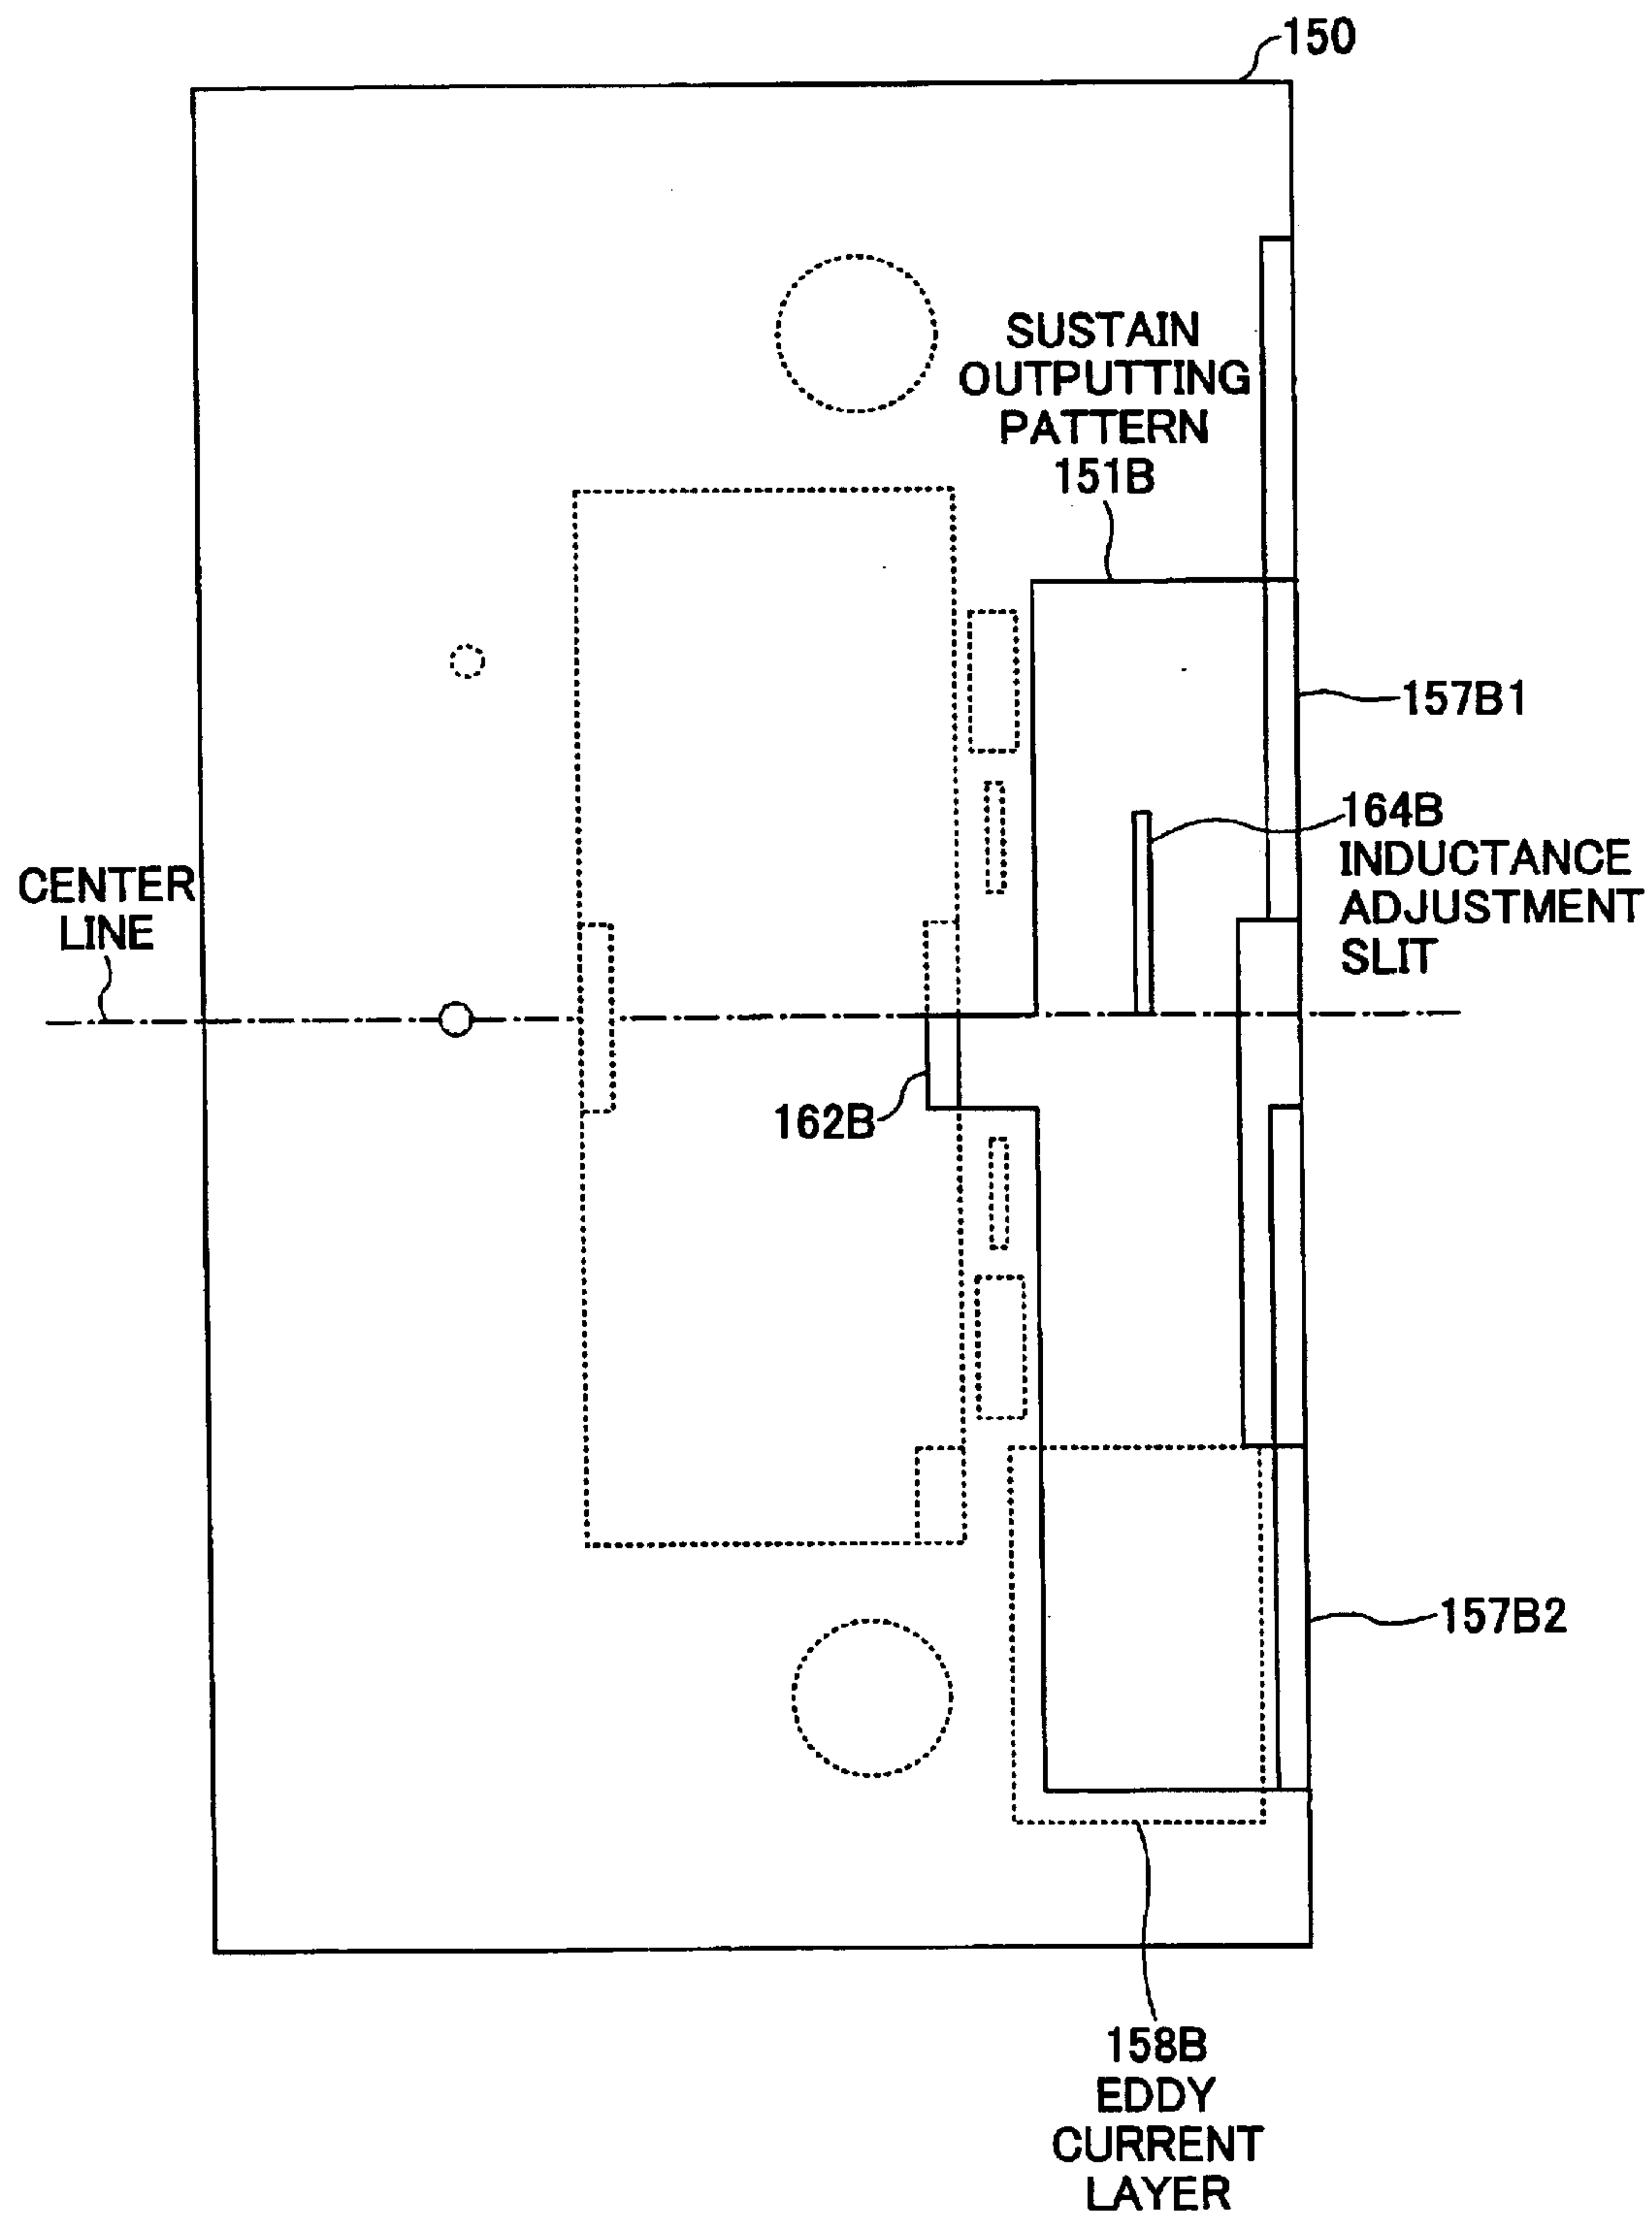 150
SUSTAIN
OUTPUTTING
PATTERN
151B
157B1
164B
INDUCTANCE
ADJUSTMENT
SLIT
CENTER
LINE
162B
157B2
158B
EDDY
CURRENT
LAYER